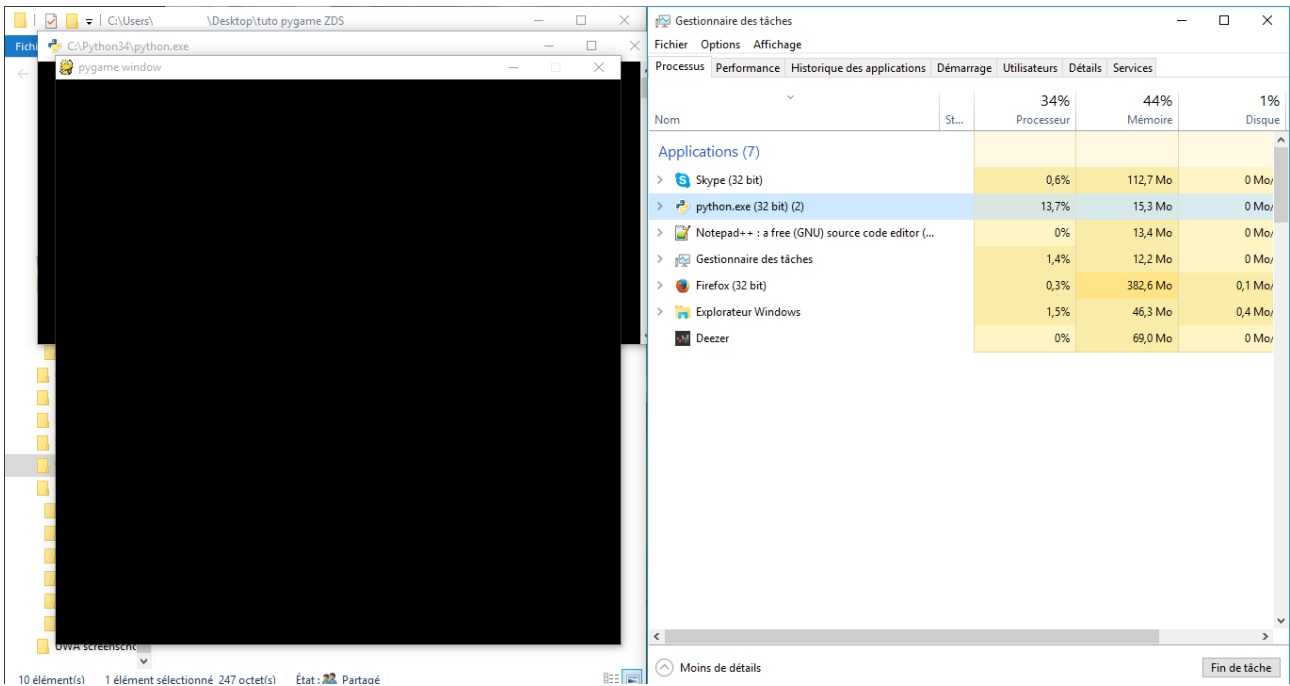 C:\Users\ \Desktop\tuto pygame ZDS
Fichi
C:\Python34\python.exe
pygame window
UWA screenshc
10 élément(s) 1 élément sélectionné 247 octet(s) État : Partagé
Gestionnaire des tâches
Fichier Options Affichage
Processus Performance Historique des applications Démarrage Utilisateurs Détails Services
34% 44% 1%
Nom St... Processeur Mémoire Disque
Applications (7)
Skype (32 bit) 0,6% 112,7 Mo 0 Mo/
python.exe (32 bit) (2) 13,7% 15,3 Mo 0 Mo/
Notepad++ : a free (GNU) source code editor (... 0% 13,4 Mo 0 Mo/
Gestionnaire des tâches 1,4% 12,2 Mo 0 Mo/
Firefox (32 bit) 0,3% 382,6 Mo 0,1 Mo/
Explorateur Windows 1,5% 46,3 Mo 0,4 Mo/
Deezer 0% 69,0 Mo 0 Mo/
Moins de détails Fin de tâche